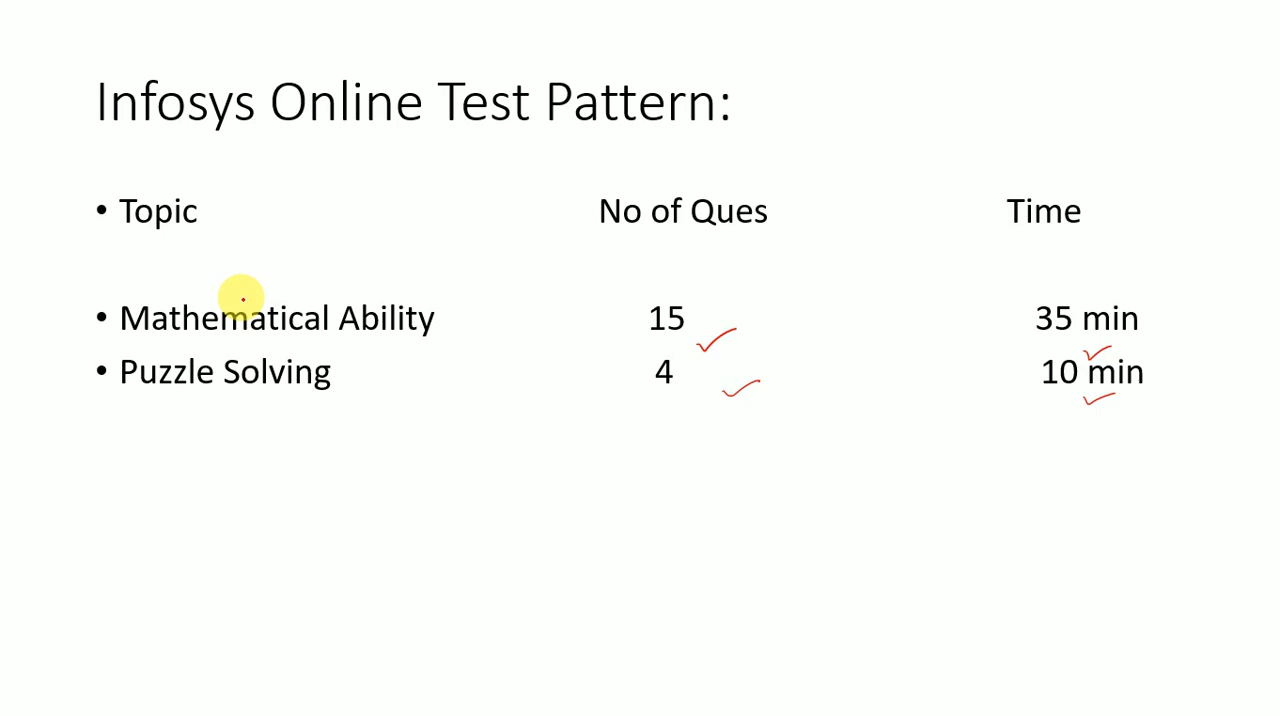 Infosys Online Test Pattern:
• Topic No of Ques Time
• Mathematical Ability 15 35 min
• Puzzle Solving 4 10 min